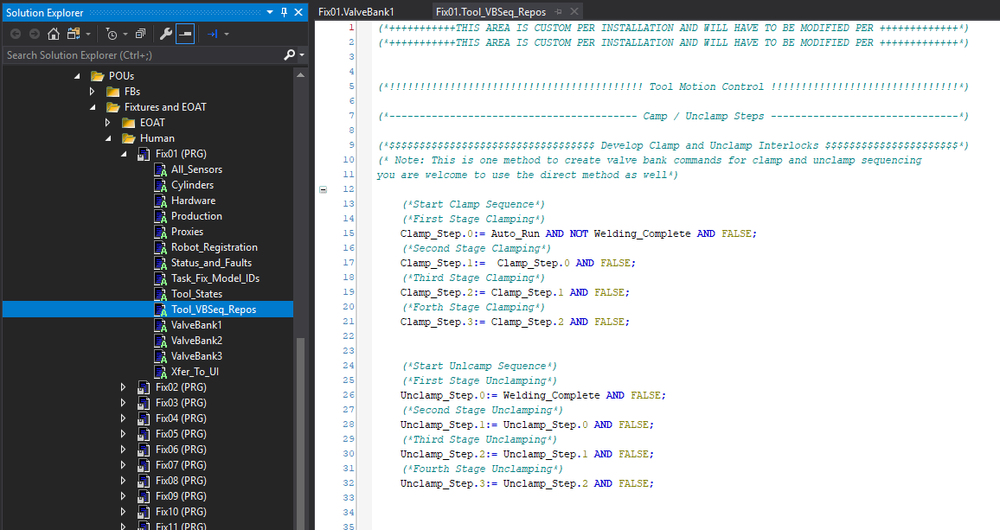 Solution Explorer
Search Solution Explorer (Ctrl+;)
POUs
FBs
Fixtures and EOAT
EOAT
Human
Fix01 (PRG)
All_Sensors
Cylinders
Hardware
Production
Proxies
Robot_Registration
Status_and_Faults
Task_Fix_Model_IDs
Tool_States
Tool_VBSeq_Repos
ValveBank1
ValveBank2
ValveBank3
Xfer_To_UI
Fix02 (PRG)
Fix03 (PRG)
Fix04 (PRG)
Fix05 (PRG)
Fix06 (PRG)
Fix07 (PRG)
Fix08 (PRG)
Fix09 (PRG)
Fix10 (PRG)
Fix11 (PRG)
Fix01.ValveBank1 Fix01.Tool_VBSeq_Repos
1 (*+++++++++++THIS AREA IS CUSTOM PER INSTALLATION AND WILL HAVE TO BE MODIFIED PER +++++++++++++*)
2 (*+++++++++++THIS AREA IS CUSTOM PER INSTALLATION AND WILL HAVE TO BE MODIFIED PER +++++++++++++*)
3
4
5 (*!!!!!!!!!!!!!!!!!!!!!!!!!!!!!!!!!!!!!!!!!! Tool Motion Control !!!!!!!!!!!!!!!!!!!!!!!!!!!!!!!*)
6
7 (*----------------------------------------- Camp / Unclamp Steps -------------------------------*)
8
9 (*$$$$$$$$$$$$$$$$$$$$$$$$$$$$$$$$$$ Develop Clamp and Unclamp Interlocks $$$$$$$$$$$$$$$$$$$$$$*)
10 (* Note: This is one method to create valve bank commands for clamp and unclamp sequencing
11 you are welcome to use the direct method as well*)
12
13 (*Start Clamp Sequence*)
14 (*First Stage Clamping*)
15 Clamp_Step.0:= Auto_Run AND NOT Welding_Complete AND FALSE;
16 (*Second Stage Clamping*)
17 Clamp_Step.1:=  Clamp_Step.0 AND FALSE;
18 (*Third Stage Clamping*)
19 Clamp_Step.2:= Clamp_Step.1 AND FALSE;
20 (*Forth Stage Clamping*)
21 Clamp_Step.3:= Clamp_Step.2 AND FALSE;
22
23
24 (*Start Unlcamp Sequence*)
25 (*First Stage Unclamping*)
26 Unclamp_Step.0:= Welding_Complete AND FALSE;
27 (*Second Stage Unclamping*)
28 Unclamp_Step.1:= Unclamp_Step.0 AND FALSE;
29 (*Third Stage Unclamping*)
30 Unclamp_Step.2:= Unclamp_Step.1 AND FALSE;
31 (*Fourth Stage Unclamping*)
32 Unclamp_Step.3:= Unclamp_Step.2 AND FALSE;
33
34
35